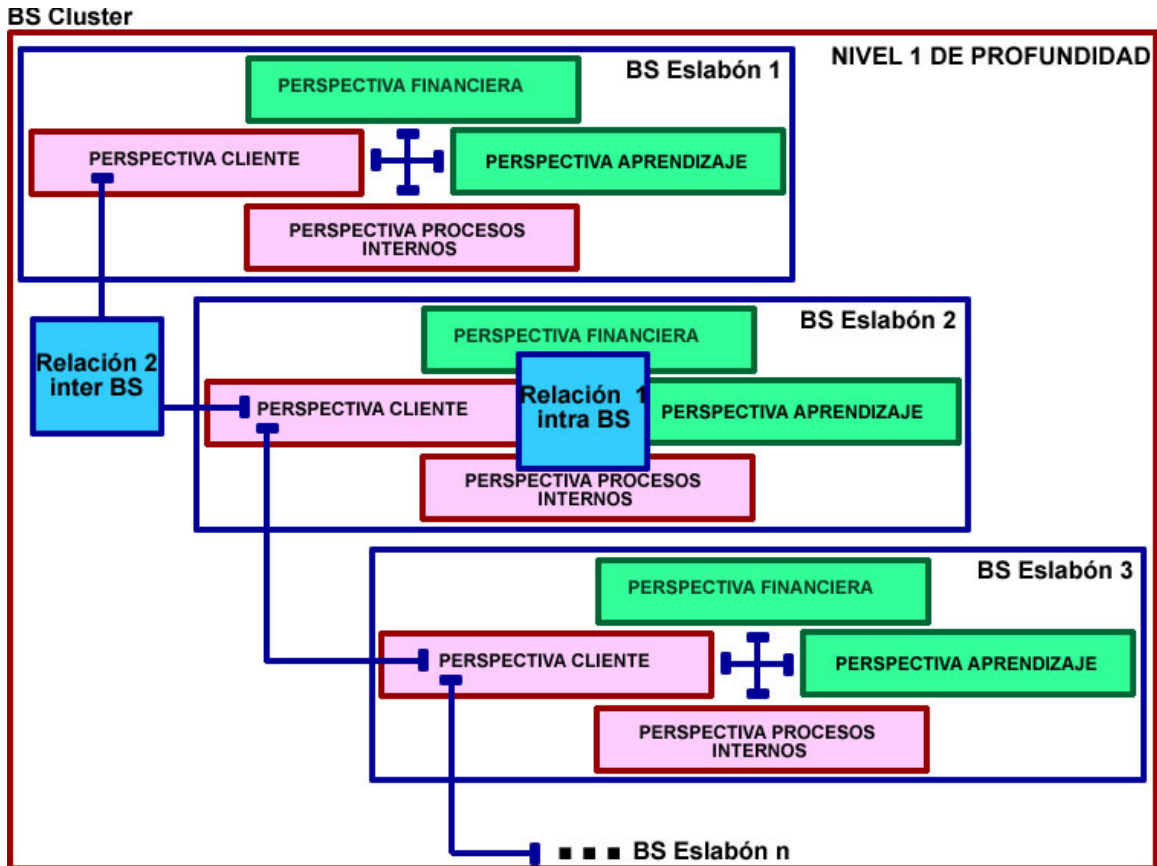 BS Cluster
NIVEL 1 DE PROFUNDIDAD
BS Eslabón 1
PERSPECTIVA FINANCIERA
PERSPECTIVA CLIENTE
PERSPECTIVA APRENDIZAJE
PERSPECTIVA PROCESOS
INTERNOS
Relación 2
inter BS
BS Eslabón 2
PERSPECTIVA FINANCIERA
PERSPECTIVA CLIENTE
Relación 1
intra BS
PERSPECTIVA APRENDIZAJE
PERSPECTIVA PROCESOS
INTERNOS
BS Eslabón 3
PERSPECTIVA FINANCIERA
PERSPECTIVA CLIENTE
PERSPECTIVA APRENDIZAJE
PERSPECTIVA PROCESOS
INTERNOS
BS Eslabón n